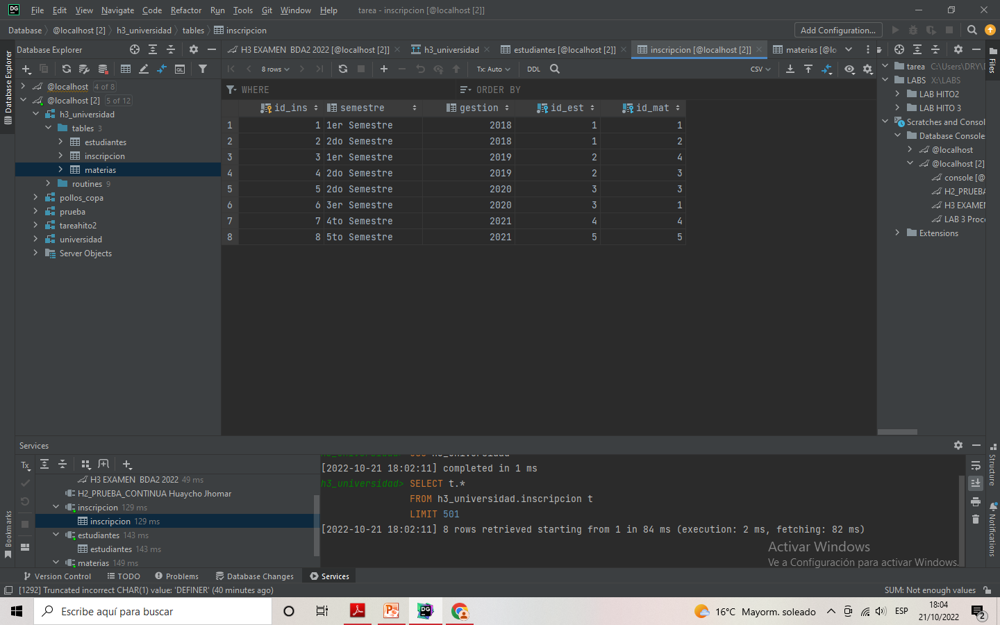 DG File Edit View Navigate Code Refactor Run Tools Git Window Help tarea - inscripcion [@localhost [2]]
Database @localhost [2] h3_universidad tables inscripcion Add Configuration...
Database Explorer H3 EXAMEN BDA2 2022 [@localhost [2]] h3_universidad estudiantes [@localhost [2]] inscripcion [@localhost [2]] materias [@lo
Database Explorer
Files
8 rows Tx: Auto DDL CSV
QL
WHERE ORDER BY
id_ins semestre gestion id_est id_mat
1 1 1er Semestre 2018 1 1
2 2 2do Semestre 2018 1 2
3 3 1er Semestre 2019 2 4
4 4 2do Semestre 2019 2 3
5 5 2do Semestre 2020 3 3
6 6 3er Semestre 2020 3 1
7 7 4to Semestre 2021 4 4
8 8 5to Semestre 2021 5 5
@localhost 4 of 8
@localhost [2] 5 of 12
h3_universidad
tables 3
estudiantes
inscripcion
materias
routines 9
pollos_copa
prueba
tareahito2
universidad
Server Objects
tarea C:\Users\DRY\
LABS X:\LABS
LAB HITO2
LAB HITO 3
Scratches and Consol
Database Console
@localhost
@localhost [2]
console [@
H2_PRUEBA
H3 EXAMEN
LAB 3 Proc
Extensions
Services
Tx
H3 EXAMEN BDA2 2022 49 ms
H2_PRUEBA_CONTINUA Huaycho Jhomar
inscripcion 129 ms
inscripcion 129 ms
estudiantes 143 ms
estudiantes 143 ms
materias 149 ms
[2022-10-21 18:02:11] completed in 1 ms
h3_universidad> SELECT t.*
FROM h3_universidad.inscripcion t
LIMIT 501
[2022-10-21 18:02:11] 8 rows retrieved starting from 1 in 84 ms (execution: 2 ms, fetching: 82 ms)
Activar Windows
Ve a Configuración para activar Windows.
Structure
Notifications
Bookmarks
Version Control TODO Problems Database Changes Services
[1292] Truncated incorrect CHAR(1) value: 'DEFINER' (40 minutes ago) SUM: Not enough values
Escribe aquí para buscar DG 16°C Mayorm. soleado ESP 18:04
21/10/2022 2